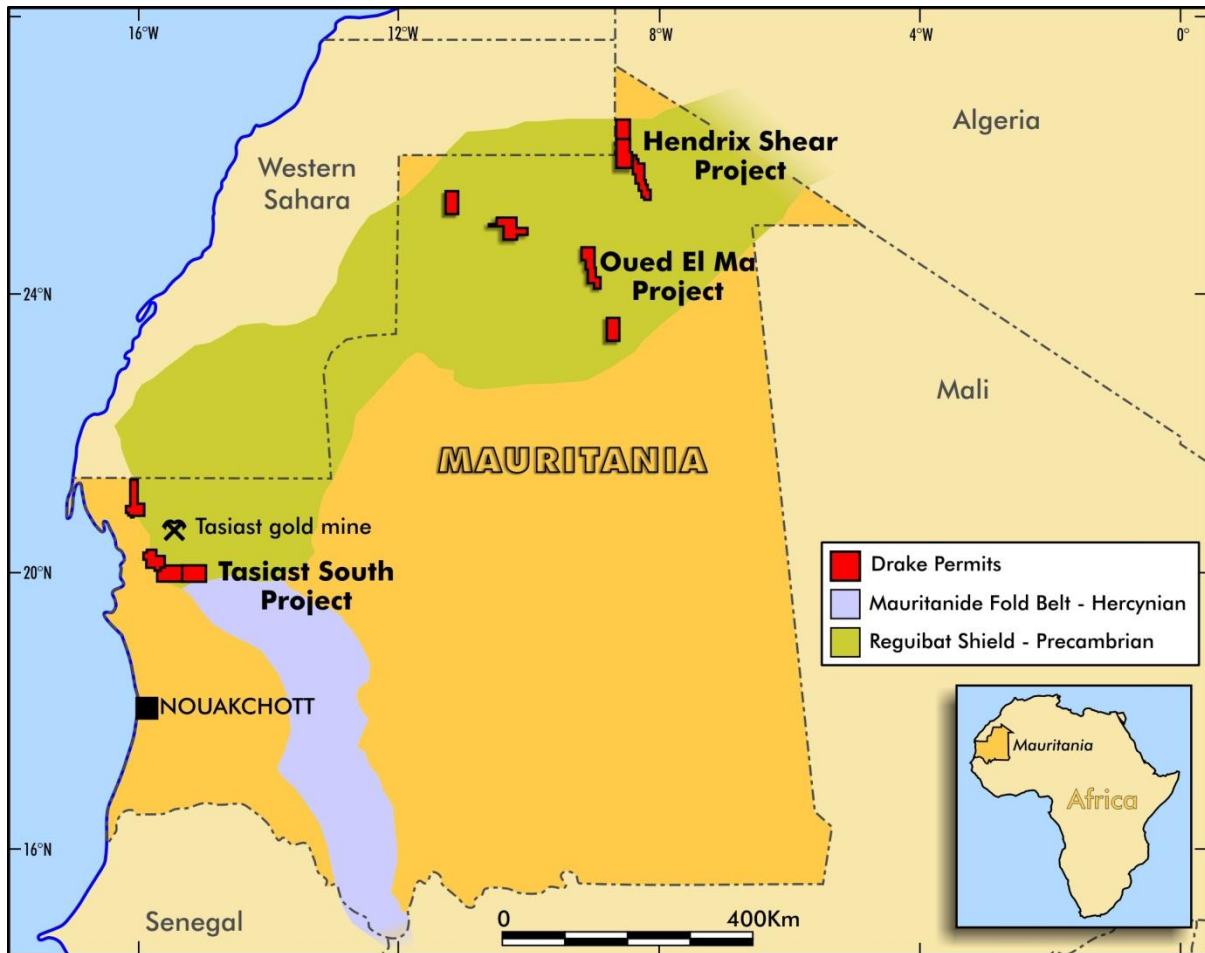 16°W
12°W
8°W
4°W
0°
Algeria
Hendrix Shear
Project
Western
Sahara
Oued El Ma
Project
24°N
Mali
MAURITANIA
Tasiast gold mine
Tasiast South
Project
20°N
Drake Permits
Mauritanide Fold Belt - Hercynian
Reguibat Shield - Precambrian
NOUAKCHOTT
Mauritania
Africa
16°N
Senegal
0 400Km